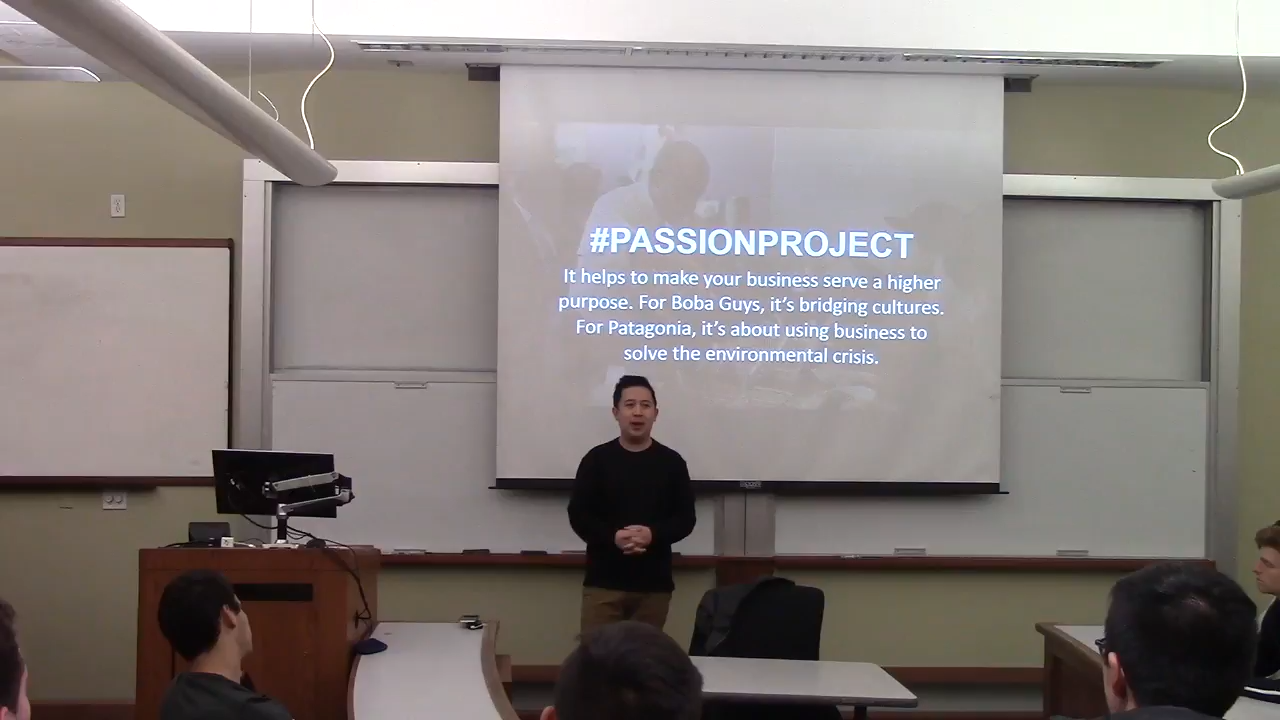 #PASSIONPROJECT
It helps to make your business serve a higher
purpose. For Boba Guys, it’s bridging cultures.
For Patagonia, it’s about using business to
solve the environmental crisis.